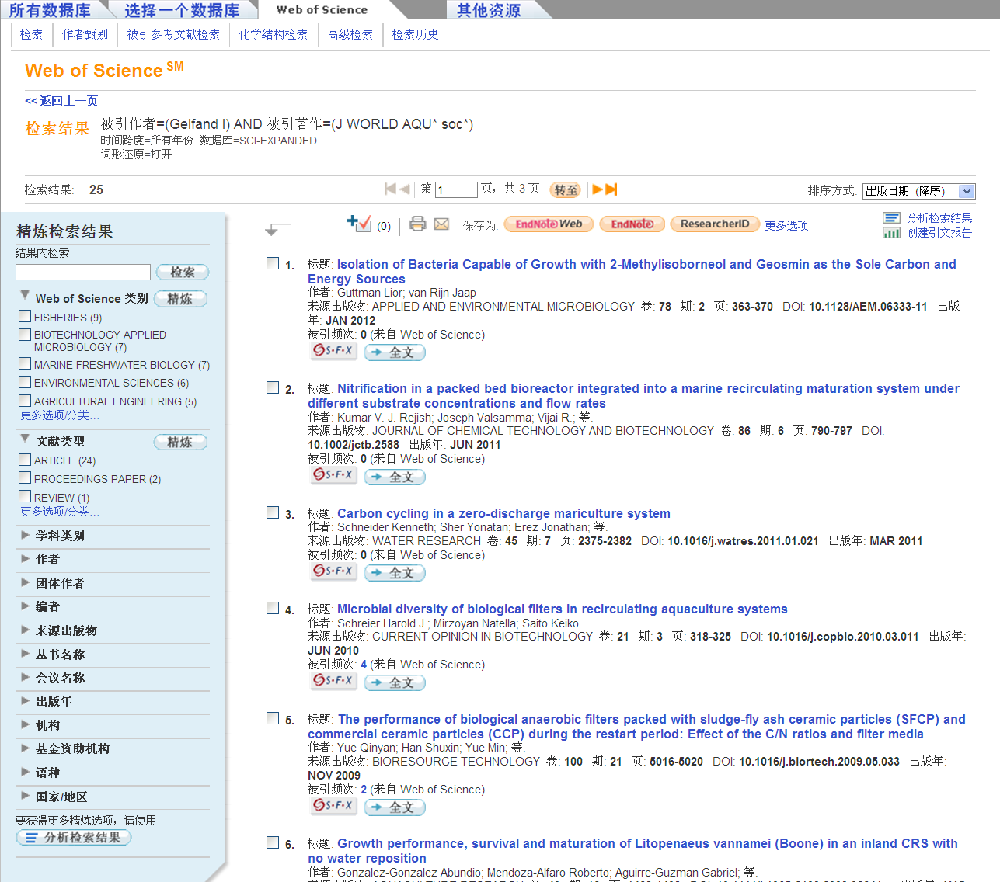 所有数据库 选择一个数据库 Web of Science 其他资源
检索 作者甄别 被引参考文献检索 化学结构检索 高级检索 检索历史
Web of Science SM
<< 返回上一页
检索结果 被引作者=(Gelfand I) AND 被引著作=(J WORLD AQU* soc*)
时间跨度=所有年份. 数据库=SCI-EXPANDED.
词形还原=打开
检索结果: 25 第 1 页，共 3 页 转至 排序方式: 出版日期 (降序)
精炼检索结果
结果内检索
检索
Web of Science 类别 精炼
FISHERIES (9)
BIOTECHNOLOGY APPLIED
MICROBIOLOGY (7)
MARINE FRESHWATER BIOLOGY (7)
ENVIRONMENTAL SCIENCES (6)
AGRICULTURAL ENGINEERING (5)
更多选项/分类...
文献类型 精炼
ARTICLE (24)
PROCEEDINGS PAPER (2)
REVIEW (1)
更多选项/分类...
学科类别
作者
团体作者
编者
来源出版物
丛书名称
会议名称
出版年
机构
基金资助机构
语种
国家/地区
要获得更多精炼选项，请使用
分析检索结果
(0) 保存为: EndNote Web EndNote ResearcherID 更多选项
分析检索结果
创建引文报告
1. 标题: Isolation of Bacteria Capable of Growth with 2-Methylisoborneol and Geosmin as the Sole Carbon and
Energy Sources
作者: Guttman Lior; van Rijn Jaap
来源出版物: APPLIED AND ENVIRONMENTAL MICROBIOLOGY 卷: 78 期: 2 页: 363-370 DOI: 10.1128/AEM.06333-11 出版
年: JAN 2012
被引频次: 0 (来自 Web of Science)
S·F·X 全文
2. 标题: Nitrification in a packed bed bioreactor integrated into a marine recirculating maturation system under
different substrate concentrations and flow rates
作者: Kumar V. J. Rejish; Joseph Valsamma; Vijai R.; 等.
来源出版物: JOURNAL OF CHEMICAL TECHNOLOGY AND BIOTECHNOLOGY 卷: 86 期: 6 页: 790-797 DOI:
10.1002/jctb.2588 出版年: JUN 2011
被引频次: 0 (来自 Web of Science)
S·F·X 全文
3. 标题: Carbon cycling in a zero-discharge mariculture system
作者: Schneider Kenneth; Sher Yonatan; Erez Jonathan; 等.
来源出版物: WATER RESEARCH 卷: 45 期: 7 页: 2375-2382 DOI: 10.1016/j.watres.2011.01.021 出版年: MAR 2011
被引频次: 0 (来自 Web of Science)
S·F·X 全文
4. 标题: Microbial diversity of biological filters in recirculating aquaculture systems
作者: Schreier Harold J.; Mirzoyan Natella; Saito Keiko
来源出版物: CURRENT OPINION IN BIOTECHNOLOGY 卷: 21 期: 3 页: 318-325 DOI: 10.1016/j.copbio.2010.03.011 出版年:
JUN 2010
被引频次: 4 (来自 Web of Science)
S·F·X 全文
5. 标题: The performance of biological anaerobic filters packed with sludge-fly ash ceramic particles (SFCP) and
commercial ceramic particles (CCP) during the restart period: Effect of the C/N ratios and filter media
作者: Yue Qinyan; Han Shuxin; Yue Min; 等.
来源出版物: BIORESOURCE TECHNOLOGY 卷: 100 期: 21 页: 5016-5020 DOI: 10.1016/j.biortech.2009.05.033 出版年:
NOV 2009
被引频次: 2 (来自 Web of Science)
S·F·X 全文
6. 标题: Growth performance, survival and maturation of Litopenaeus vannamei (Boone) in an inland CRS with
no water reposition
作者: Gonzalez-Gonzalez Abundio; Mendoza-Alfaro Roberto; Aguirre-Guzman Gabriel; 等.